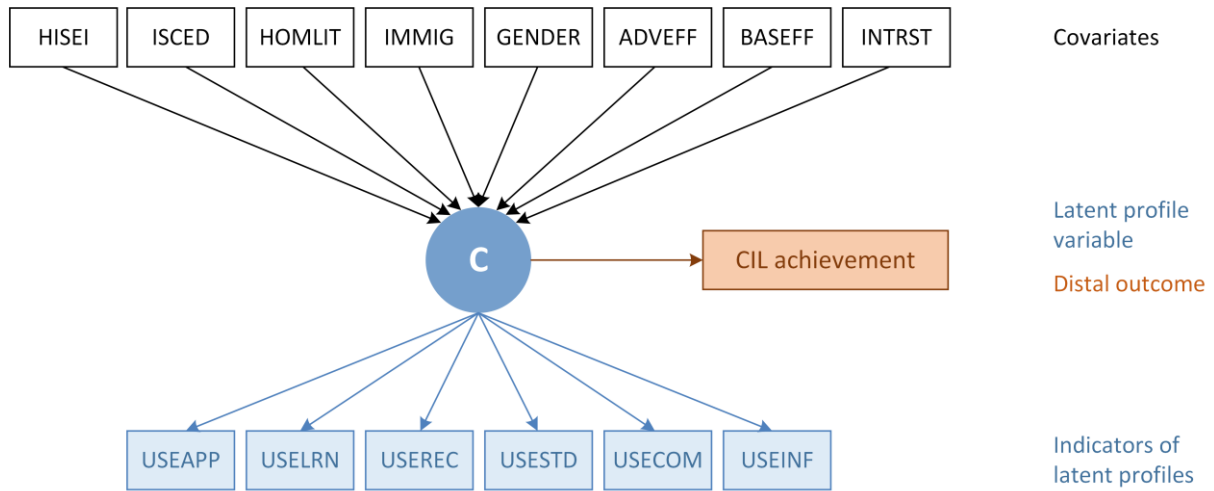 HISEI ISCED HOMLIT IMMIG GENDER ADVEFF BASEFF INTRST Covariates
Latent profile
variable
C CIL achievement
Distal outcome
USEAPP USELRN USEREC USESTD USECOM USEINF
Indicators of
latent profiles